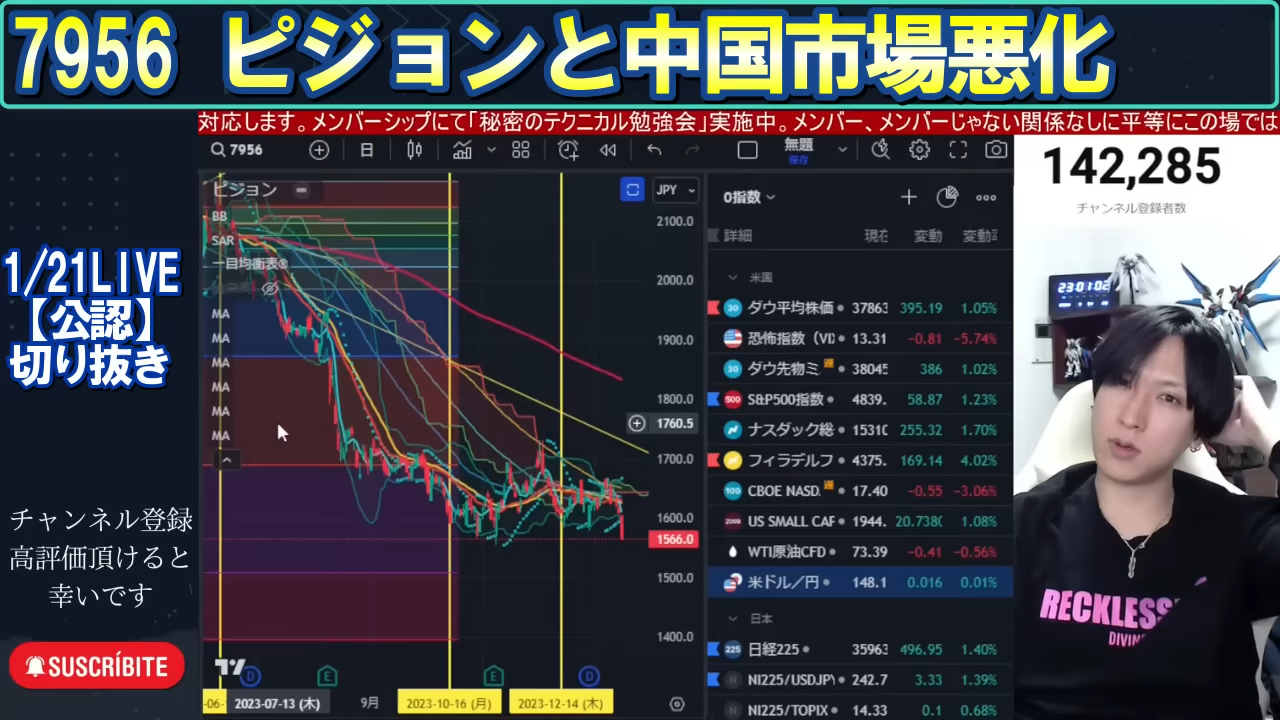 7956 ピジョンと中国市場悪化
対応します。メンバーシップにて「秘密のテクニカル勉強会」実施中。メンバー、メンバーじゃない関係なしに平等にこの場では
7956
日
無題
保存
142,285
チャンネル登録者数
ピジョン
BB
SAR
一目均衡表
MA
MA
MA
MA
MA
MA
JPY
2100.0
2000.0
1900.0
1800.0
1760.5
1700.0
1600.0
1566.0
1500.0
1400.0
0指数
詳細 現在 変動 変動
米国
ダウ平均株価 37863 395.19 1.05%
恐怖指数（VI 13.31 -0.81 -5.74%
ダウ先物ミ 38045 386 1.02%
S&P500指数 4839. 58.87 1.23%
ナスダック総 15310 255.32 1.70%
フィラデルフ 4375. 169.14 4.02%
CBOE NASD. 17.40 -0.55 -3.06%
US SMALL CAP 1944. 20.7380 1.08%
WTI原油CFD 73.39 -0.41 -0.56%
米ドル／円 148.1 0.016 0.01%
日本
日経225 35963 496.95 1.40%
NI225/USDJPY 242.7 3.33 1.39%
NI225/TOPIX 14.33 0.1 0.68%
1/21LIVE
【公認】
切り抜き
チャンネル登録
高評価頂けると
幸いです
SUSCRÍBITE
D
E
E
D
-06- 2023-07-13 (木) 9月 2023-10-16 (月) 2023-12-14 (木)
23:01:02
RECKLESS
DIVIN